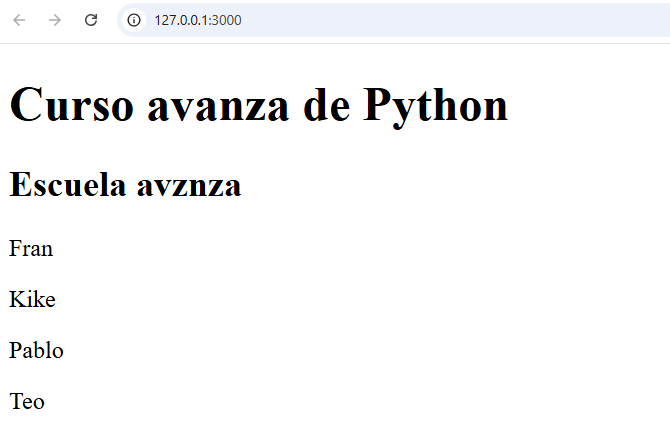 127.0.0.1:3000
Curso avanza de Python
Escuela avznza
Fran
Kike
Pablo
Teo